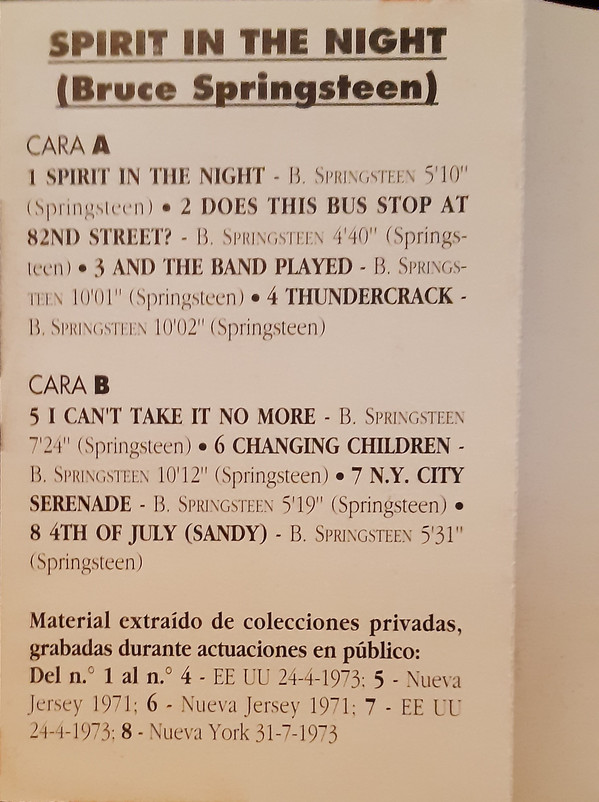 SPIRIT IN THE NIGHT
(Bruce Springsteen)
CARA A
1 SPIRIT IN THE NIGHT - B. SPRINGSTEEN 5'10"
(Springsteen) • 2 DOES THIS BUS STOP AT
82ND STREET? - B. SPRINGSTEEN 4'40" (Springs-
teen) • 3 AND THE BAND PLAYED - B. SPRINGS-
TEEN 10'01" (Springsteen) • 4 THUNDERCRACK -
B. SPRINGSTEEN 10'02" (Springsteen)
CARA B
5 I CAN'T TAKE IT NO MORE - B. SPRINGSTEEN
7'24" (Springsteen) • 6 CHANGING CHILDREN -
B. SPRINGSTEEN 10'12" (Springsteen) • 7 N.Y. CITY
SERENADE - B. SPRINGSTEEN 5'19" (Springsteen) •
8 4TH OF JULY (SANDY) - B. SPRINGSTEEN 5'31"
(Springsteen)
Material extraído de colecciones privadas,
grabadas durante actuaciones en público:
Del n.° 1 al n.° 4 - EE UU 24-4-1973; 5 - Nueva
Jersey 1971; 6 - Nueva Jersey 1971; 7 - EE UU
24-4-1973; 8 - Nueva York 31-7-1973